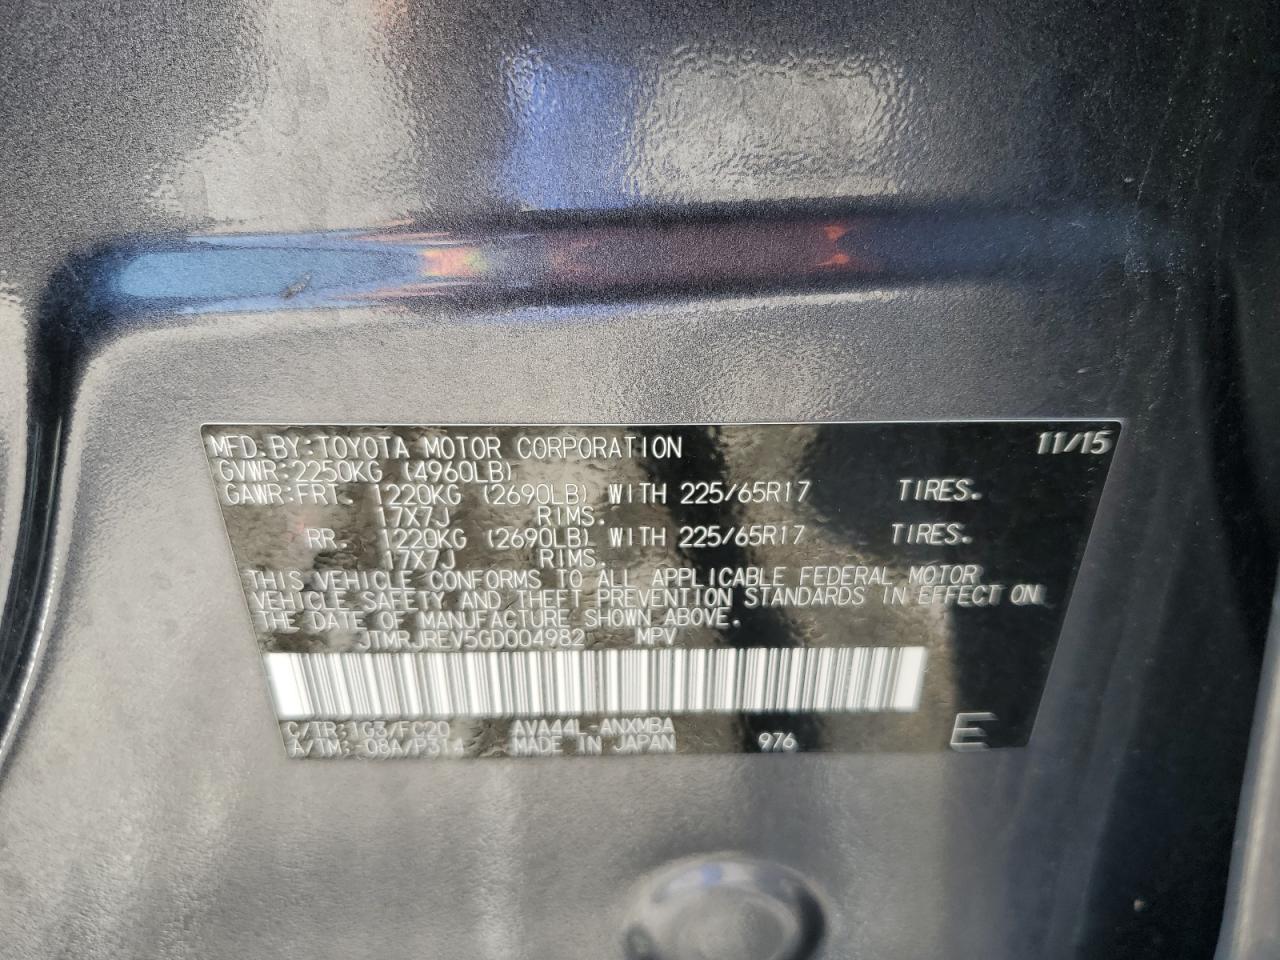 MFD.BY:TOYOTA MOTOR CORPORATION 11/15
GVWR:2250KG (4960LB)
GAWR:FRT. 1220KG (2690LB) WITH 225/65R17 TIRES.
17X7J RIMS.
RR. 1220KG (2690LB) WITH 225/65R17 TIRES.
17X7J RIMS.
THIS VEHICLE CONFORMS TO ALL APPLICABLE FEDERAL MOTOR
VEHICLE SAFETY AND THEFT PREVENTION STANDARDS IN EFFECT ON
THE DATE OF MANUFACTURE SHOWN ABOVE.
JTMRJREV5GD004982 MPV
C/TR:1G3/FC20 AVA44L-ANXMBA
A/TM:-08A/P314 MADE IN JAPAN 976 E